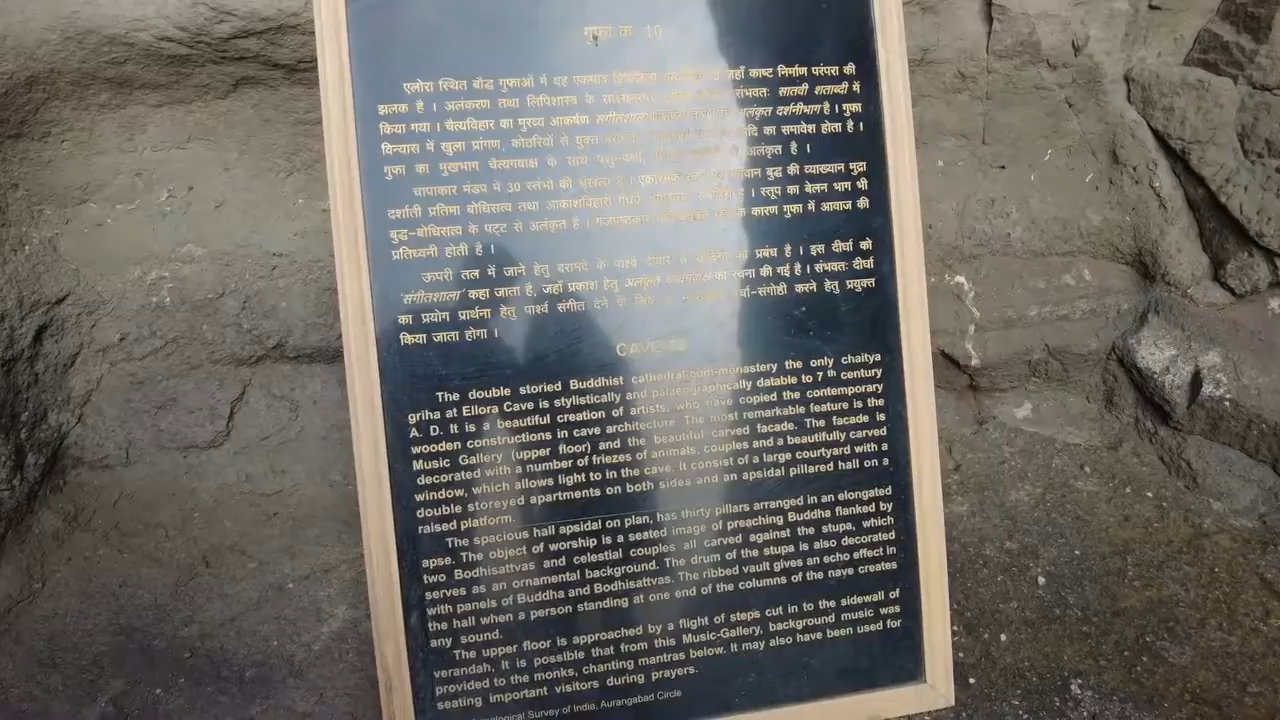 गुफा क 10
एलोरा स्थित बौद्ध गुफाओं में यह एकमात्र जहाँ काष्ट निर्माण परंपरा की
झलक है । अलंकरण तथा लिपिशास्त्र के संभवतः सातवी शताब्दी में
किया गया । चैत्यविहार का मुख्य आकर्षण अलंकृत दर्शनीभाग है । गुफा
विन्यास में खुला प्रांगण, कोठरियों से युक्त का समावेश होता है ।
गुफा का मुखभाग चैत्यगवाक्ष के साथ अलंकृत है ।
चापाकार मंडप में 30 स्तंभो की बुद्ध की व्याख्यान मुद्रा
दर्शाती प्रतिमा बोधिसत्व तथा आकाशविहारी है । स्तूप का बेलन भाग भी
बुद्ध-बोधिसत्व के पट्ट से अलंकृत है । कारण गुफा में आवाज की
प्रतिध्वनी होती है ।
ऊपरी तल में जाने हेतु बरामदे के पार्श्व का प्रबंध है । इस दीर्घा को
'संगीतशाला' कहा जाता है, जहाँ प्रकाश हेतु अलंकृत की रचना की गई है । संभवतः दीर्घा
का प्रयोग प्रार्थना हेतु पार्श्व संगीत देने के करने हेतु प्रयुक्त
किया जाता होगा ।
CAVE
The double storied Buddhist cathedral-com-monastery the only chaitya
griha at Ellora Cave is stylistically and palaeographically datable to 7 th century
A. D. It is a beautiful creation of artists, who have copied the contemporary
wooden constructions in cave architecture. The most remarkable feature is the
Music Gallery (upper floor) and the beautiful carved facade. The facade is
decorated with a number of friezes of animals, couples and a beautifully carved
window, which allows light to in the cave. It consist of a large courtyard with a
double storeyed apartments on both sides and an apsidal pillared hall on a
raised platform.
The spacious hall apsidal on plan, has thirty pillars arranged in an elongated
apse. The object of worship is a seated image of preaching Buddha flanked by
two Bodhisattvas and celestial couples all carved against the stupa, which
serves as an ornamental background. The drum of the stupa is also decorated
with panels of Buddha and Bodhisattvas. The ribbed vault gives an echo effect in
the hall when a person standing at one end of the columns of the nave creates
any sound.
The upper floor is approached by a flight of steps cut in to the sidewall of
verandah, It is possible that from this Music-Gallery, background music was
provided to the monks, chanting mantras below. It may also have been used for
seating important visitors during prayers.
Survey of India, Aurangabad Circle